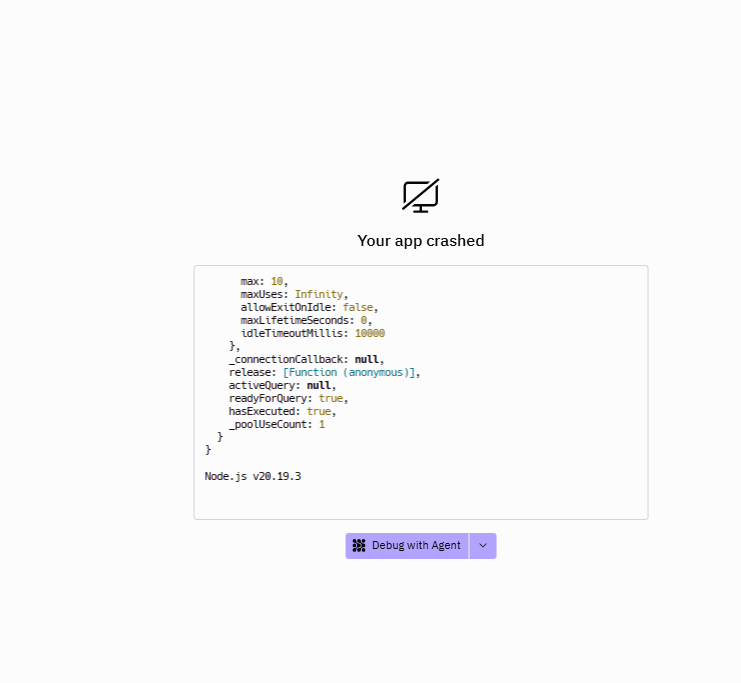 Your app crashed
max: 10,
maxUses: Infinity,
allowExitOnIdle: false,
maxLifetimeSeconds: 0,
idleTimeoutMillis: 10000
},
_connectionCallback: null,
release: [Function (anonymous)],
activeQuery: null,
readyForQuery: true,
hasExecuted: true,
_poolUseCount: 1
}
}
Node.js v20.19.3
Debug with Agent